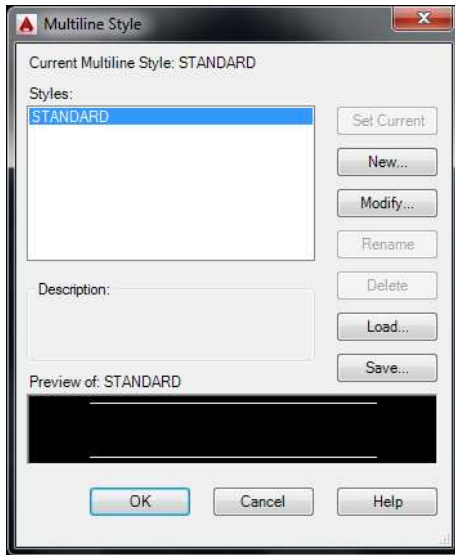 Multiline Style
Current Multiline Style: STANDARD
Styles:
STANDARD
Set Current
New...
Modify...
Rename
Delete
Load...
Save...
Description:
Preview of: STANDARD
OK
Cancel
Help